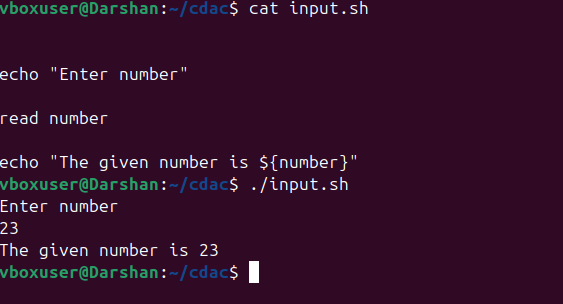 vboxuser@Darshan:~/cdac$ cat input.sh
echo "Enter number"
read number
echo "The given number is ${number}"
vboxuser@Darshan:~/cdac$ ./input.sh
Enter number
23
The given number is 23
vboxuser@Darshan:~/cdac$